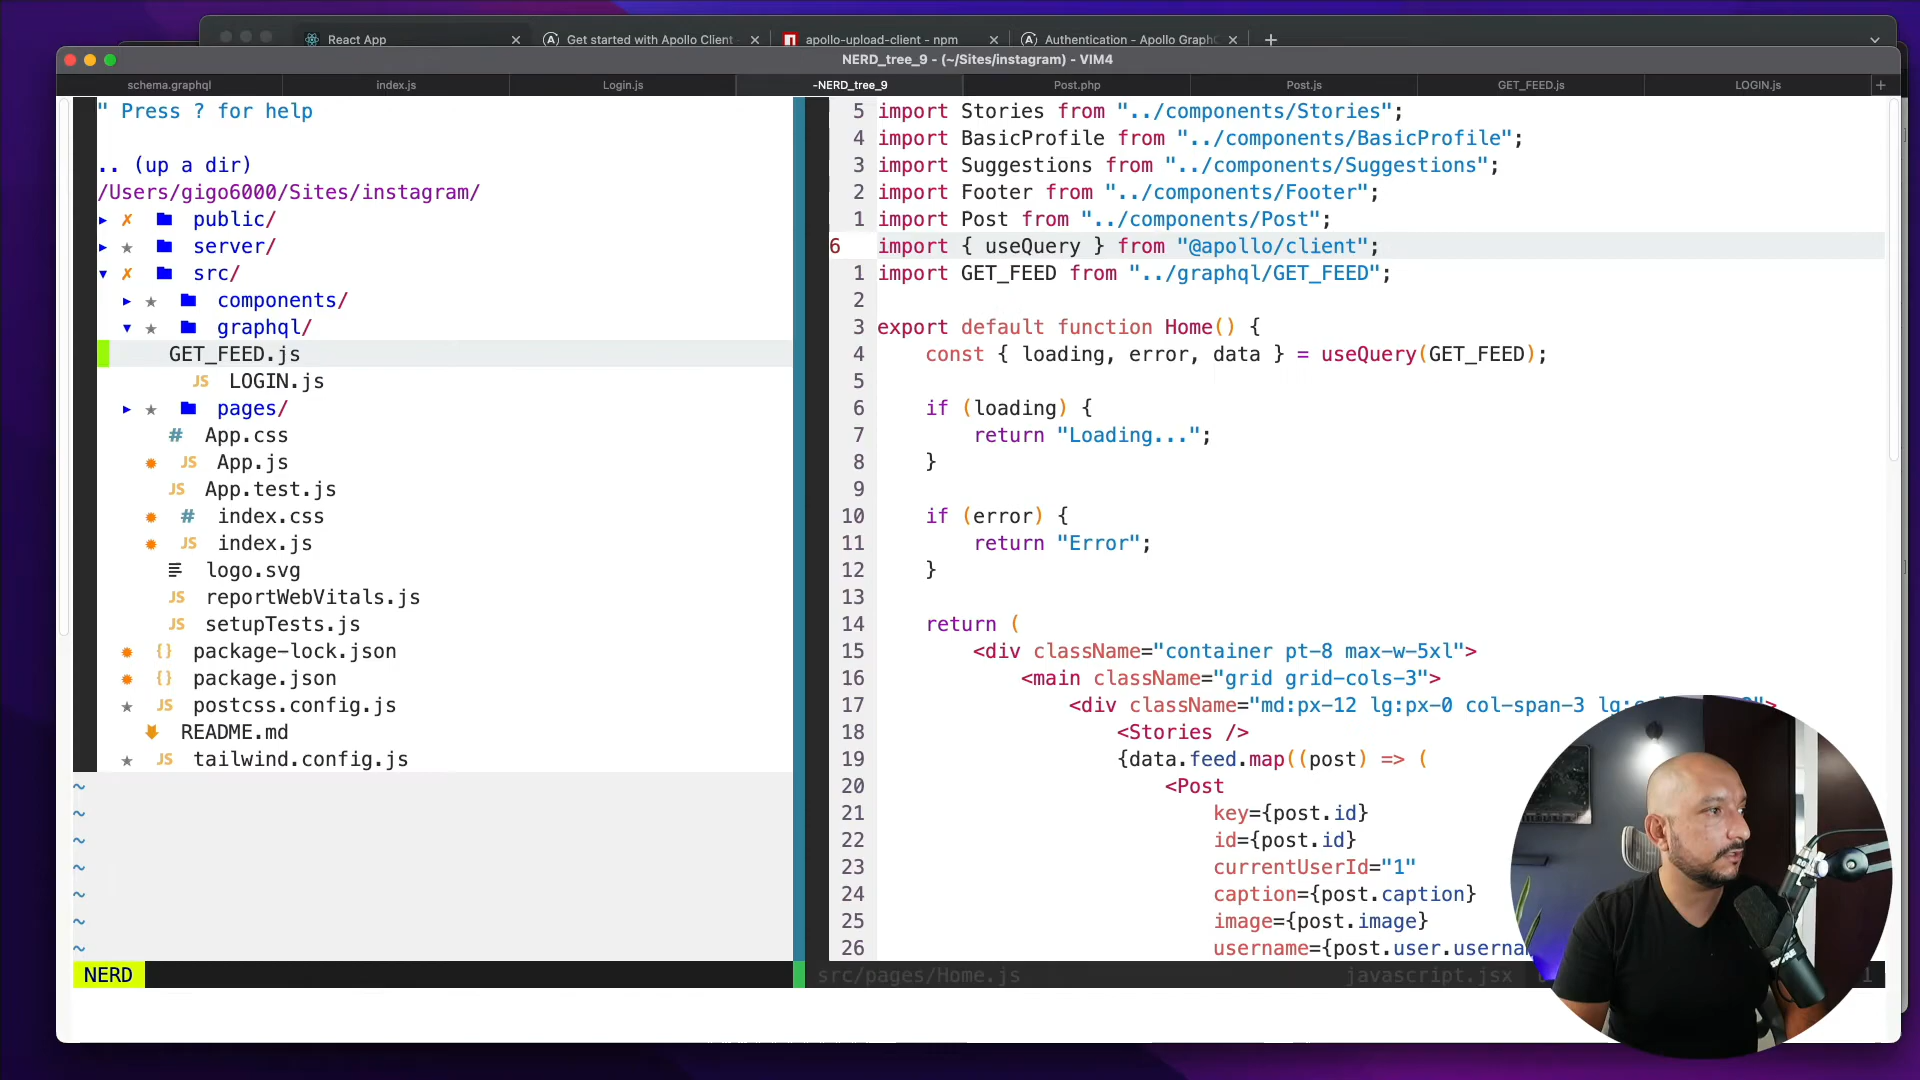 React App
Get started with Apollo Client
apollo-upload-client - npm
Authentication - Apollo Graph
NERD_tree_9 - (~/Sites/instagram) - VIM4
schema.graphql
index.js
Login.js
-NERD_tree_9
Post.php
Post.js
GET_FEED.js
LOGIN.js
" Press ? for help
.. (up a dir)
/Users/gigo6000/Sites/instagram/
▸ ✗ public/
▸ ★ server/
▾ ✗ src/
▸ ★ components/
▾ ★ graphql/
GET_FEED.js
JS LOGIN.js
▸ ★ pages/
# App.css
JS App.js
JS App.test.js
# index.css
JS index.js
logo.svg
JS reportWebVitals.js
JS setupTests.js
{} package-lock.json
{} package.json
★ JS postcss.config.js
README.md
★ JS tailwind.config.js
~
~
~
~
~
~
~
NERD
5 import Stories from "../components/Stories";
4 import BasicProfile from "../components/BasicProfile";
3 import Suggestions from "../components/Suggestions";
2 import Footer from "../components/Footer";
1 import Post from "../components/Post";
6 import { useQuery } from "@apollo/client";
1 import GET_FEED from "../graphql/GET_FEED";
2
3 export default function Home() {
4 const { loading, error, data } = useQuery(GET_FEED);
5
6 if (loading) {
7 return "Loading...";
8 }
9
10 if (error) {
11 return "Error";
12 }
13
14 return (
15 <div className="container pt-8 max-w-5xl">
16 <main className="grid grid-cols-3">
17 <div className="md:px-12 lg:px-0 col-span-3
18 <Stories />
19 {data.feed.map((post) => (
20 <Post
21 key={post.id}
22 id={post.id}
23 currentUserId="1"
24 caption={post.caption}
25 image={post.image}
26 username={post.user.userna
src/pages/Home.js
javascript.jsx
1